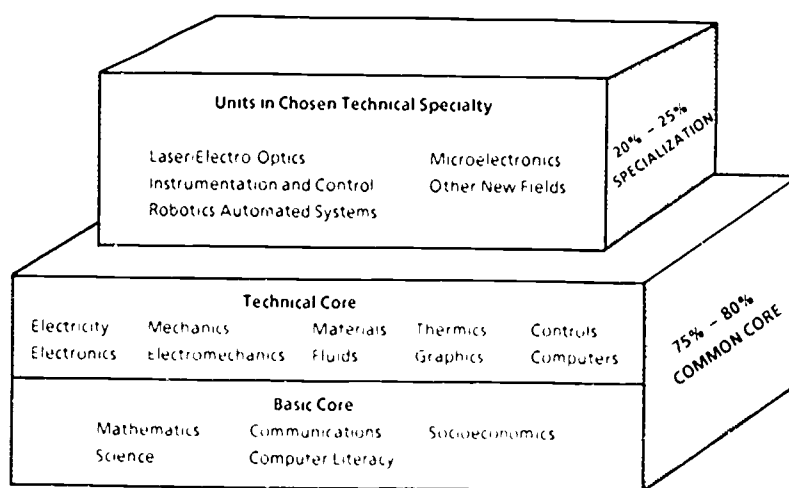 Units in Chosen Technical Specialty
Laser/Electro Optics Microelectronics
Instrumentation and Control Other New Fields
Robotics Automated Systems
20% - 25%
SPECIALIZATION
Technical Core
Electricity Mechanics Materials Thermics Controls
Electronics Electromechanics Fluids Graphics Computers
75% - 80%
COMMON CORE
Basic Core
Mathematics Communications Socioeconomics
Science Computer Literacy